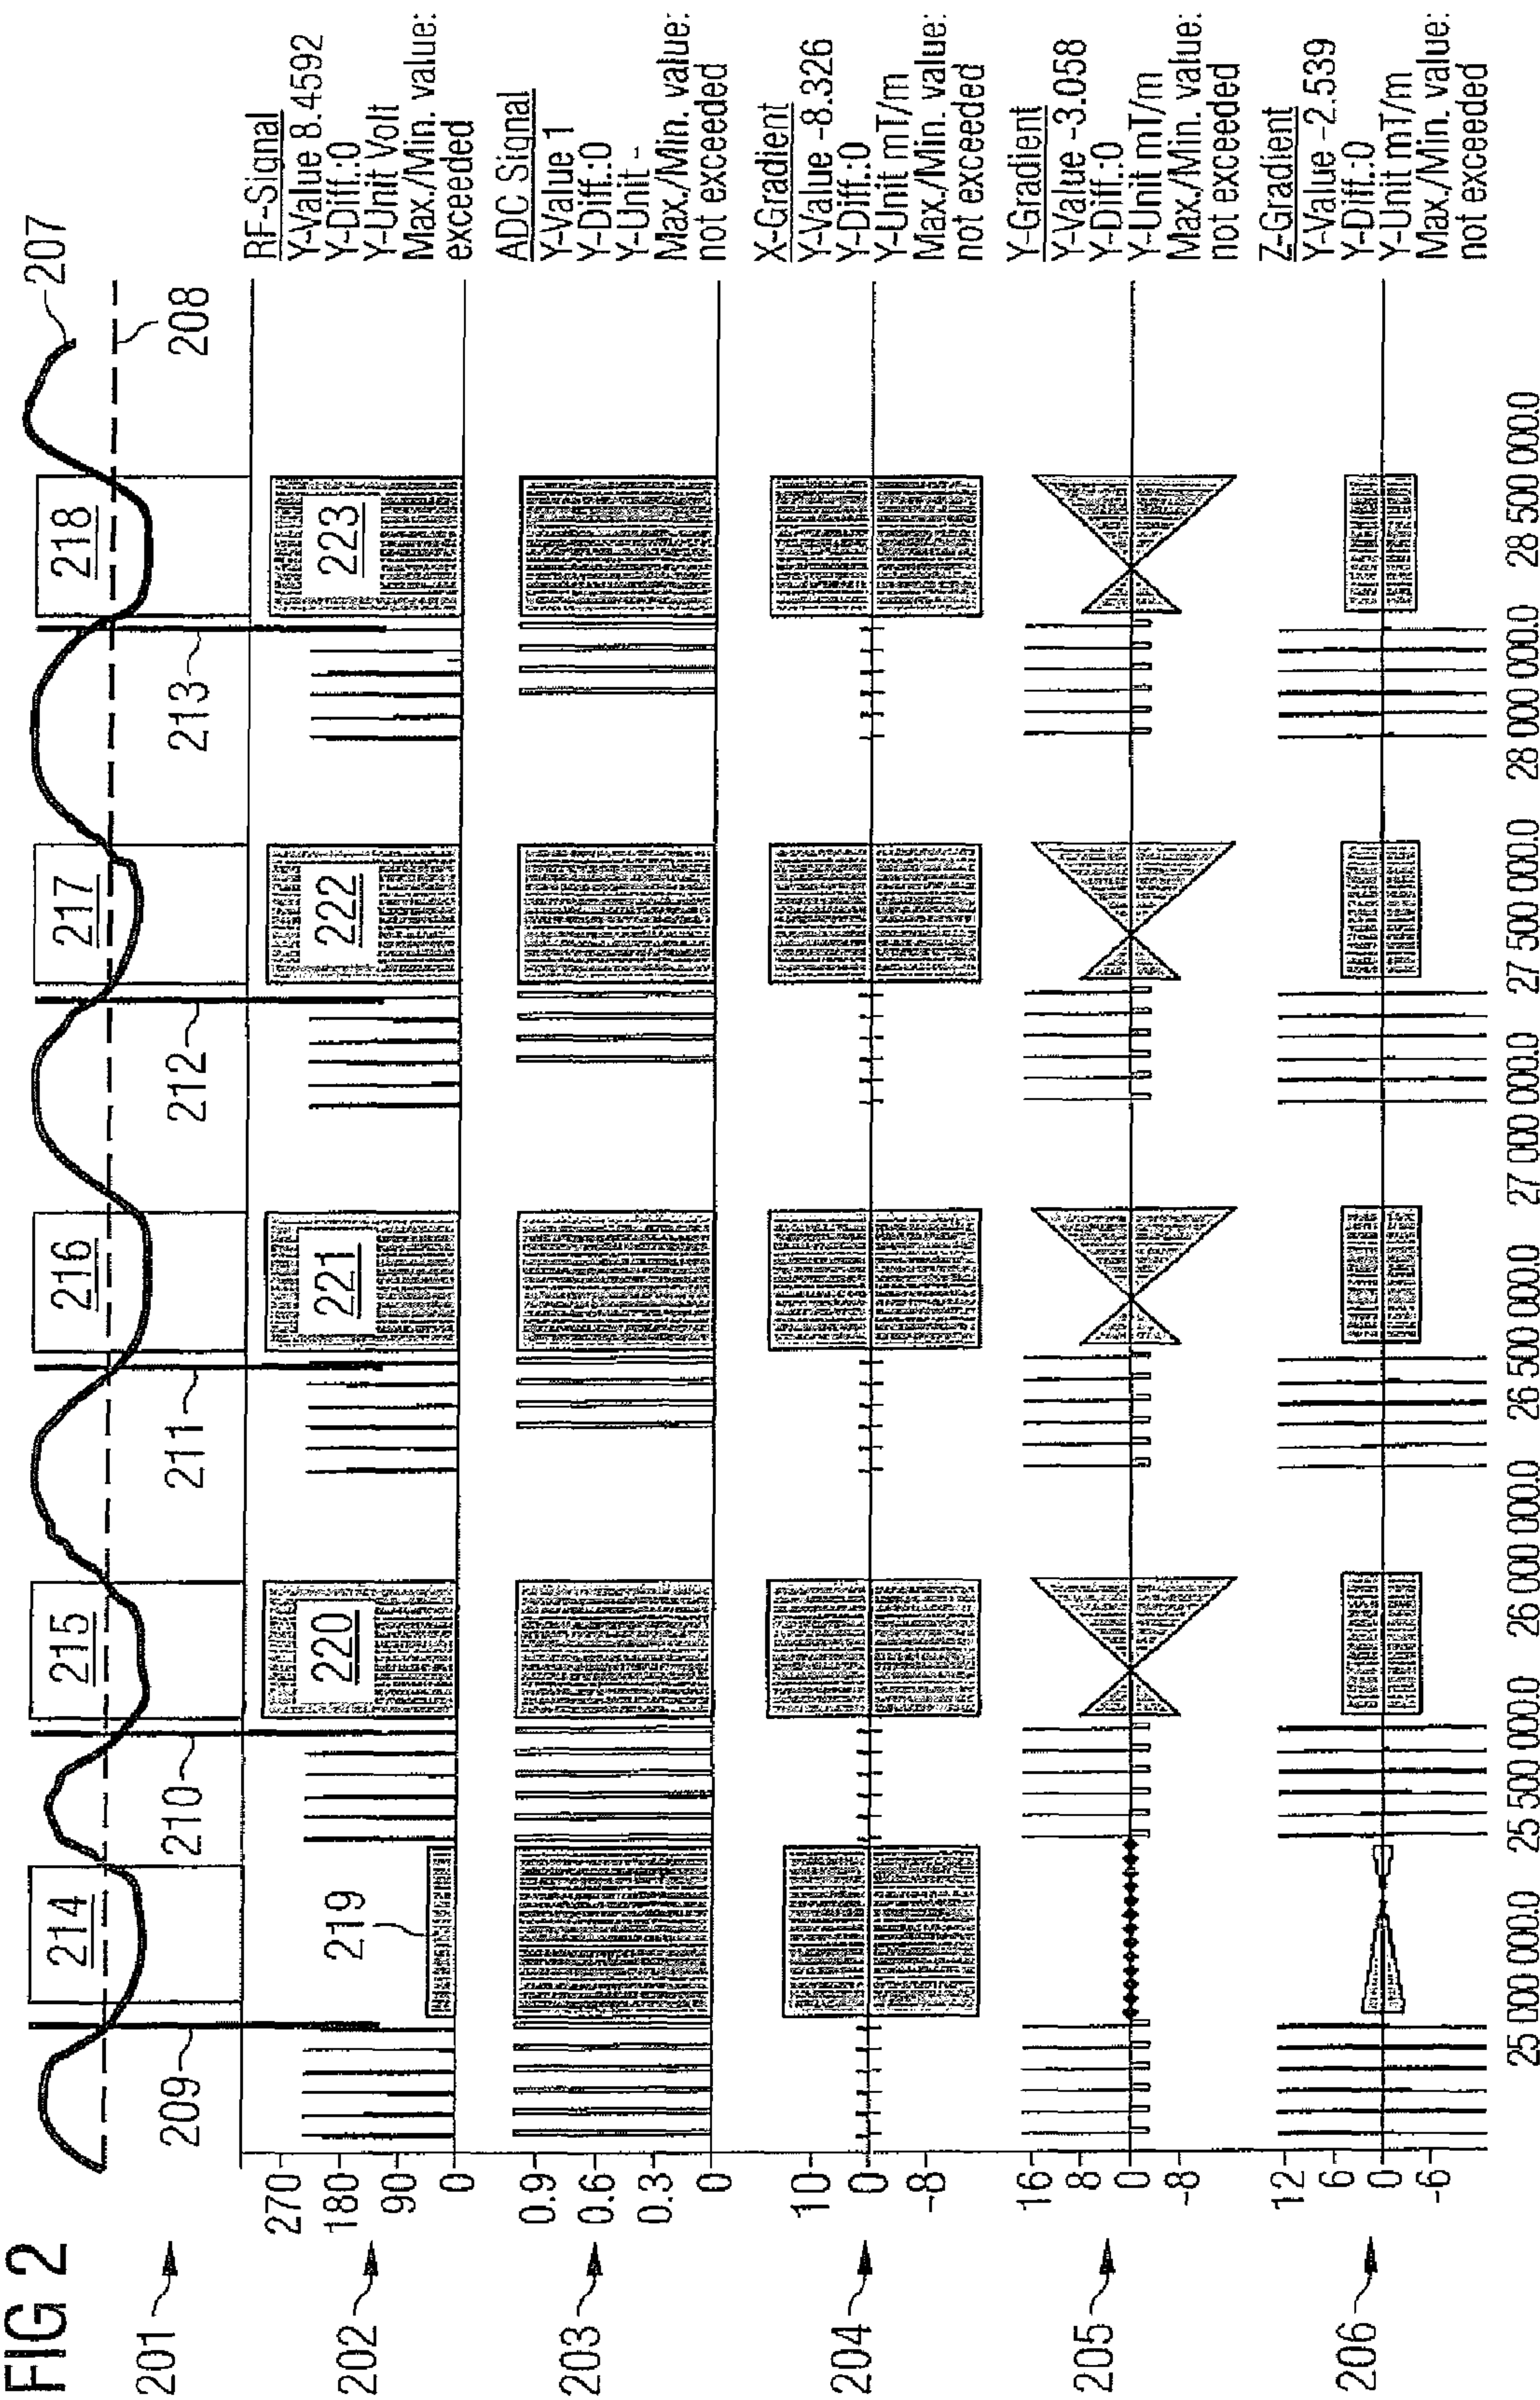 FIG 2
207
208
209
210
211
212
213
214
215
216
217
218
201
202
270
180
90
0
219
220
221
222
223
RF-Signal
Y-Value 8.4592
Y-Diff.:0
Y-Unit Volt
Max./Min. value:
exceeded
203
0.9
0.6
0.3
0
ADC Signal
Y-Value 1
Y-Diff.:0
Y-Unit -
Max./Min. value:
not exceeded
204
10
0
-8
X-Gradient
Y-Value -8.326
Y-Diff.:0
Y-Unit mT/m
Max./Min. value:
not exceeded
205
16
8
0
-8
Y-Gradient
Y-Value -3.058
Y-Diff.:0
Y-Unit mT/m
Max./Min. value:
not exceeded
206
12
6
0
-6
Z-Gradient
Y-Value -2.539
Y-Diff.:0
Y-Unit mT/m
Max./Min. value:
not exceeded
25 000 000.0 25 500 000.0 26 000 000.0 26 500 000.0 27 000 000.0 27 500 000.0 28 000 000.0 28 500 000.0